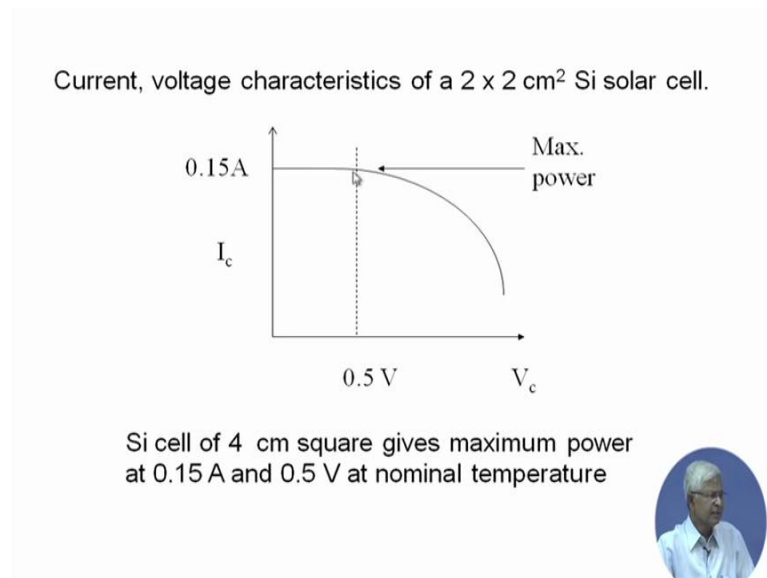 Current, voltage characteristics of a 2 x 2 cm² Si solar cell.
Max.
power
0.15A
I꜀
0.5 V
V꜀
Si cell of 4 cm square gives maximum power
at 0.15 A and 0.5 V at nominal temperature